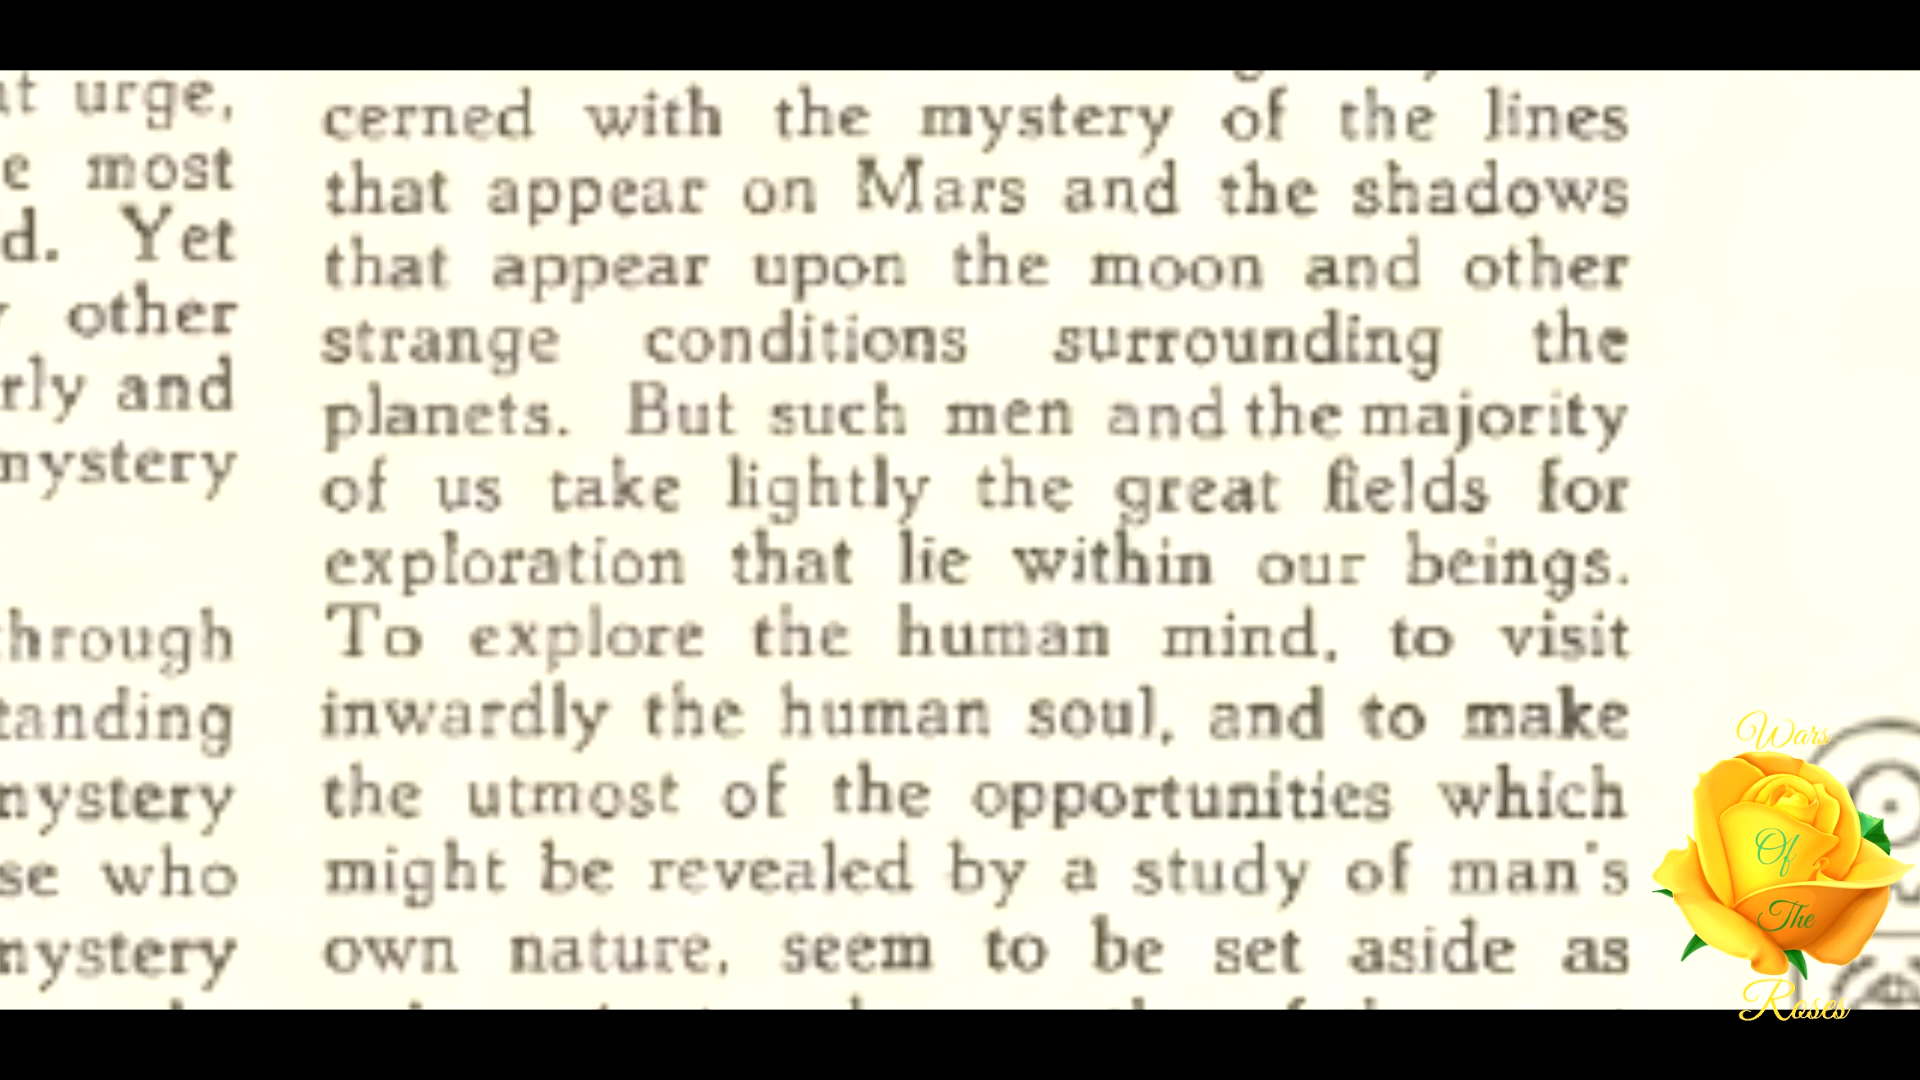 t urge,
e most
d. Yet
other
rly and
mystery
hrough
tanding
mystery
se who
mystery
cerned with the mystery of the lines
that appear on Mars and the shadows
that appear upon the moon and other
strange conditions surrounding the
planets. But such men and the majority
of us take lightly the great fields for
exploration that lie within our beings.
To explore the human mind, to visit
inwardly the human soul, and to make
the utmost of the opportunities which
might be revealed by a study of man's
own nature, seem to be set aside as
Wars
Of
The
Roses